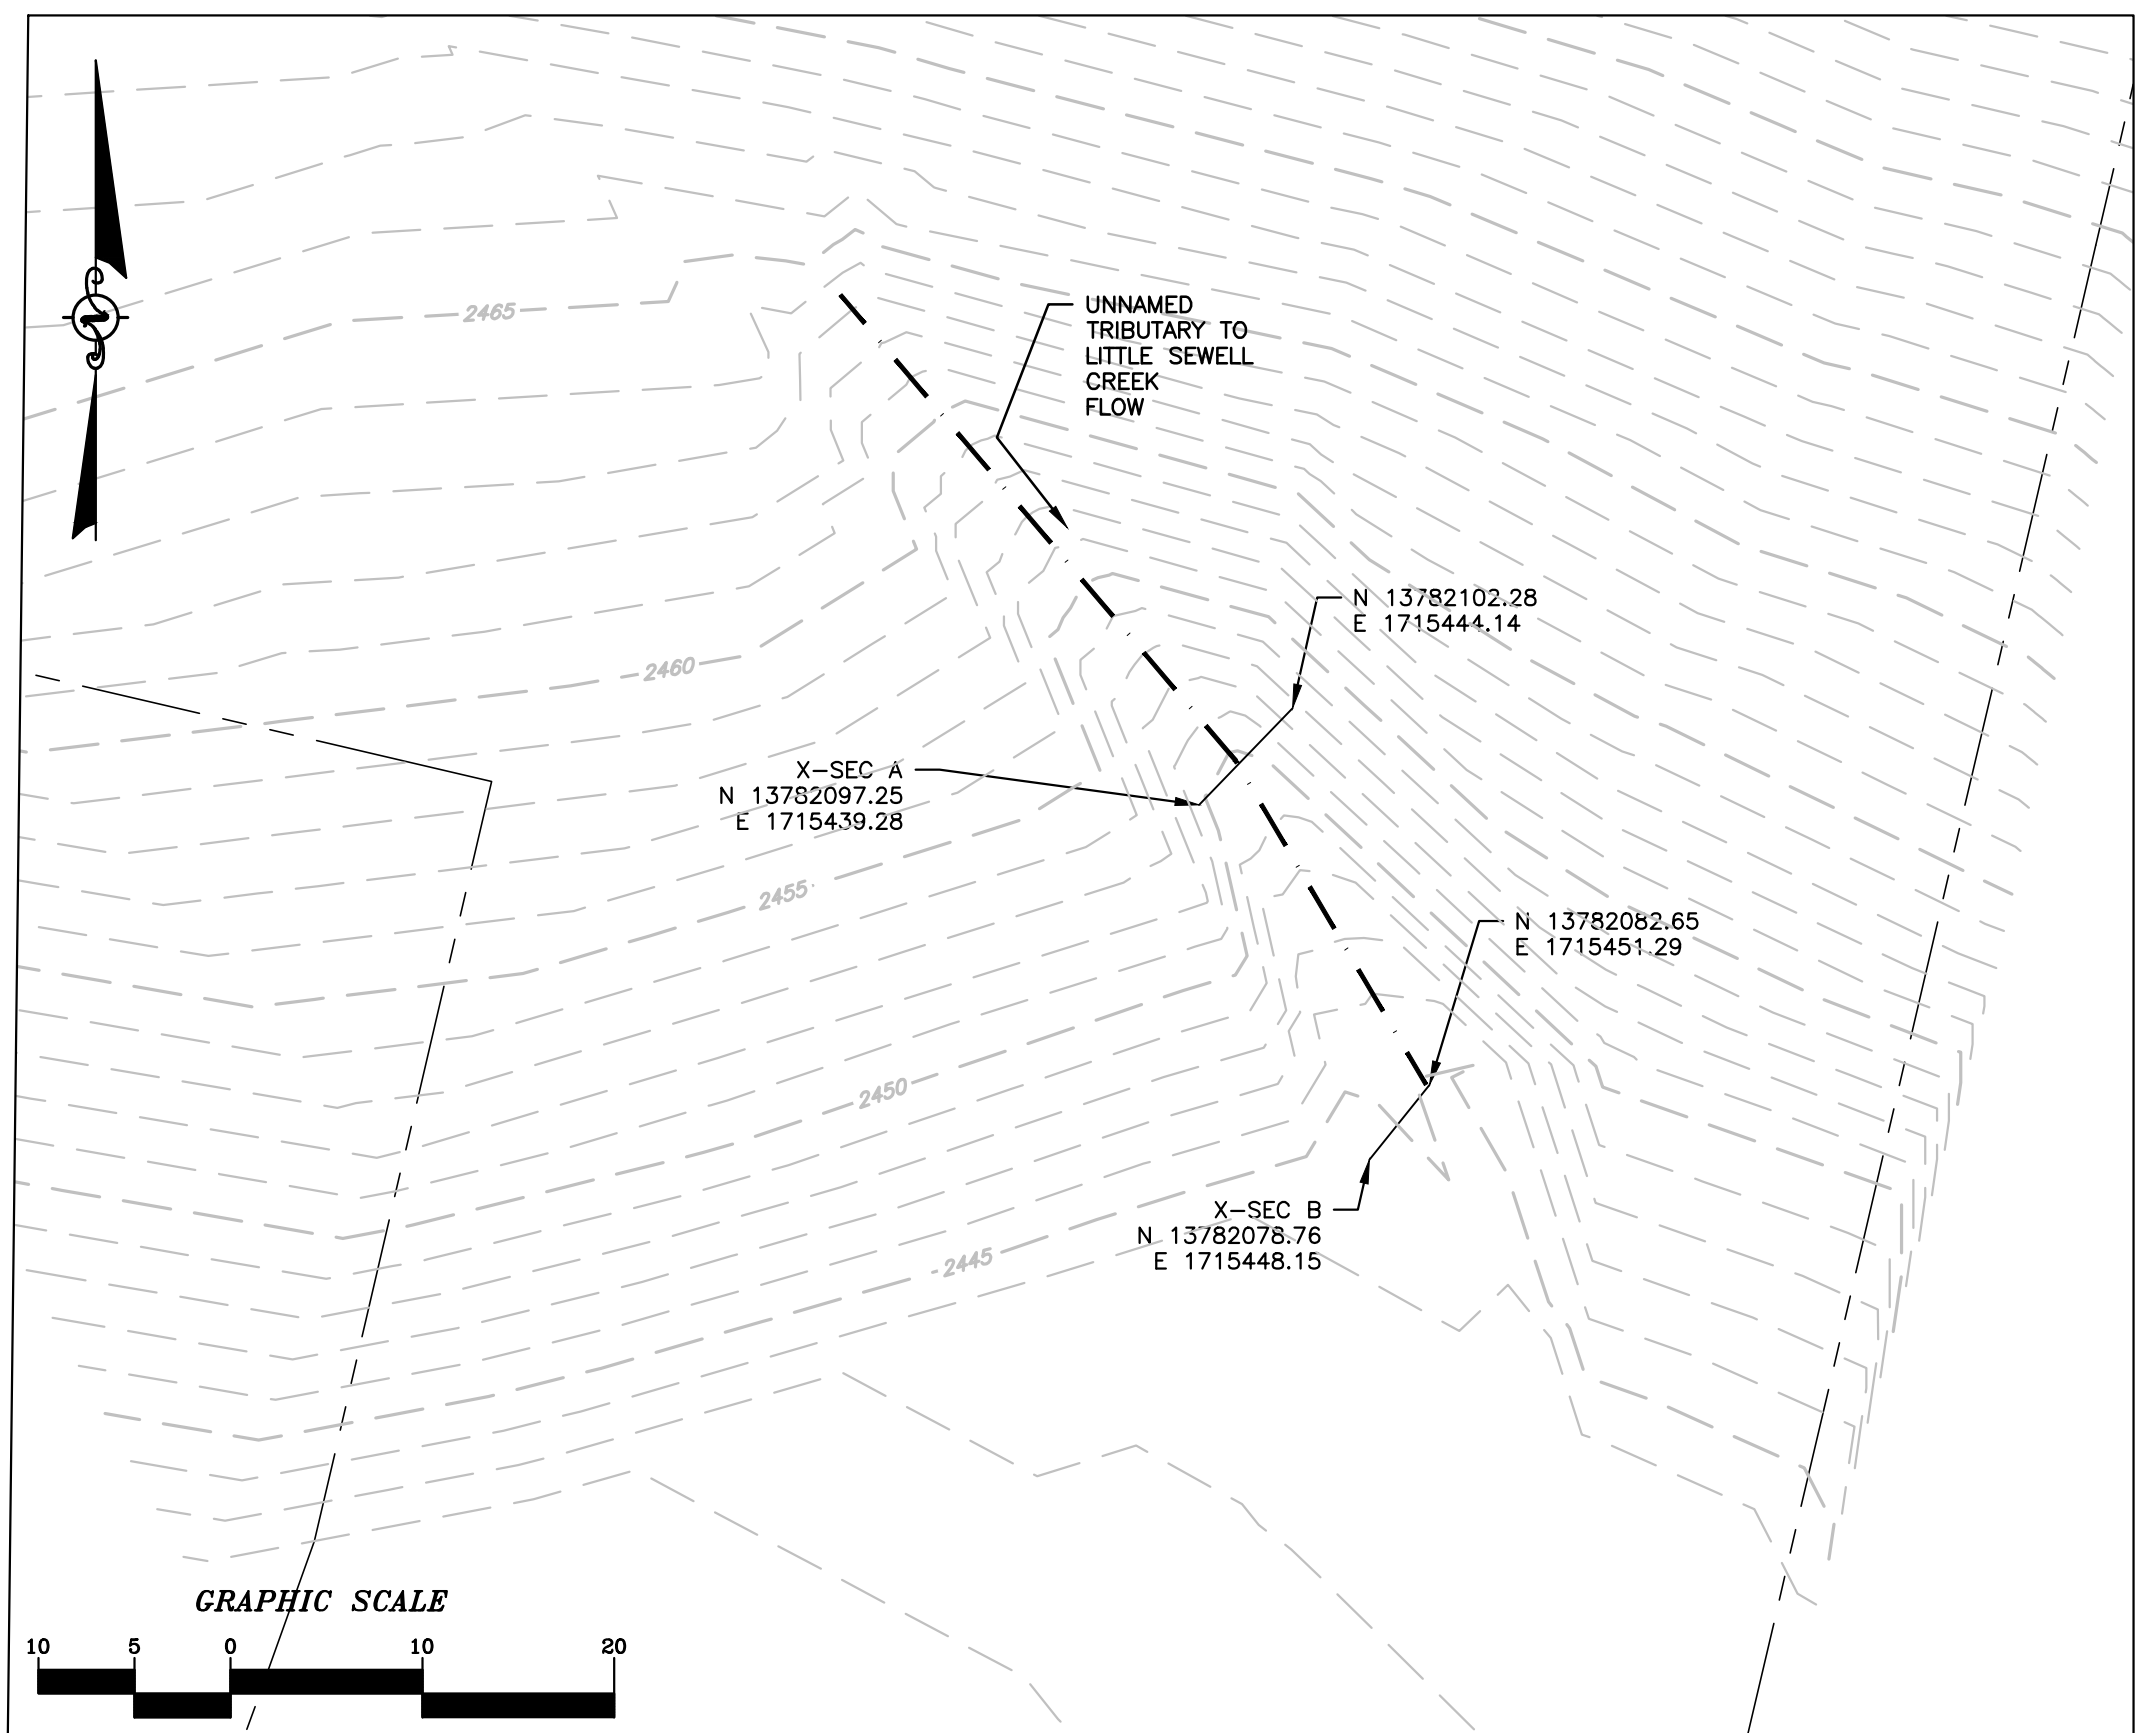 UNNAMED
TRIBUTARY TO
LITTLE SEWELL
CREEK
FLOW
2465
N 13782102.28
E 1715444.14
2460
X-SEC A
N 13782097.25
E 1715439.28
2455
N 13782082.65
E 1715451.29
2450
X-SEC B
N 13782078.76
E 1715448.15
2445
GRAPHIC SCALE
10 5 0 10 20